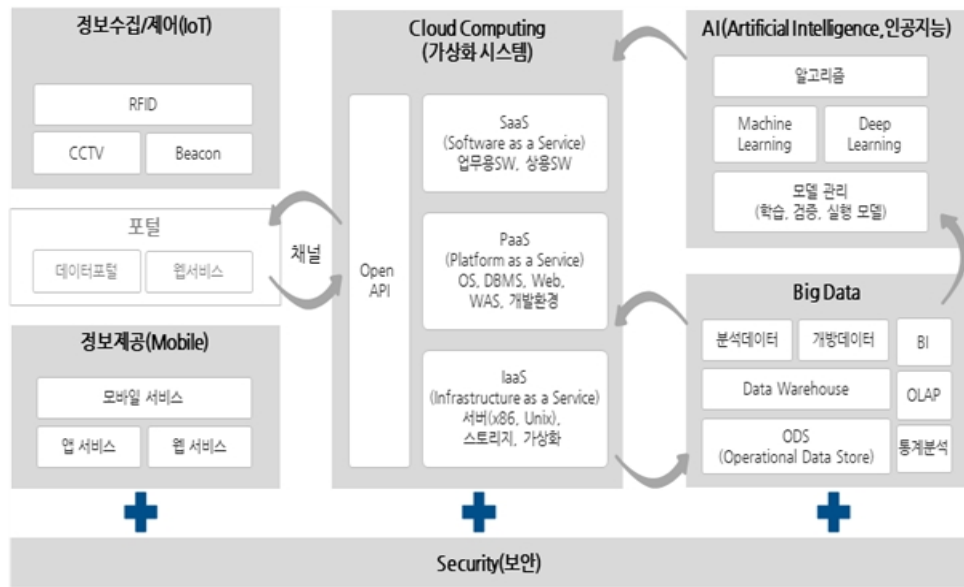 정보수집/제어(IoT)
RFID
CCTV
Beacon
포털
데이터포털
웹서비스
채널
정보제공(Mobile)
모바일 서비스
앱 서비스
웹 서비스
Cloud Computing
(가상화 시스템)
Open
API
SaaS
(Software as a Service)
업무용SW, 상용SW
PaaS
(Platform as a Service)
OS, DBMS, Web,
WAS, 개발환경
IaaS
(Infrastructure as a Service)
서버(x86, Unix),
스토리지, 가상화
AI(Artificial Intelligence,인공지능)
알고리즘
Machine
Learning
Deep
Learning
모델 관리
(학습, 검증, 실행 모델)
Big Data
분석데이터
개방데이터
BI
Data Warehouse
OLAP
ODS
(Operational Data Store)
통계분석
Security(보안)